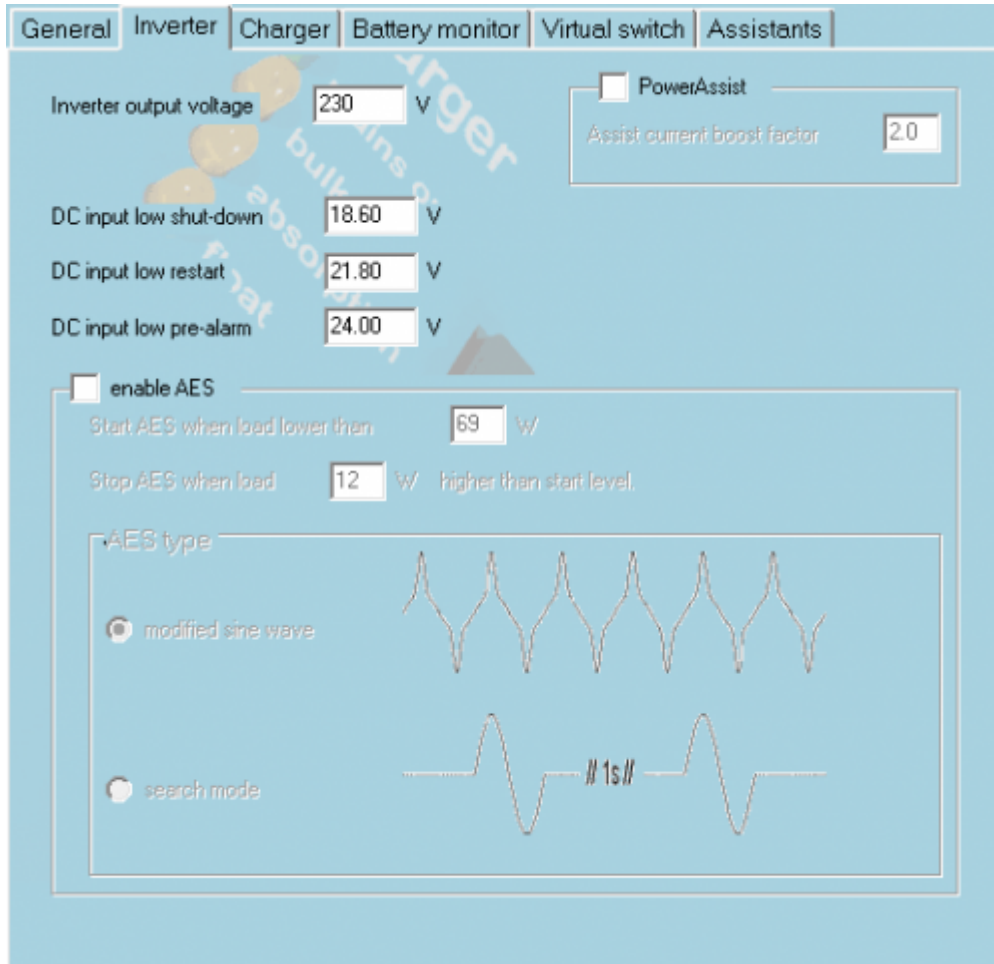 General Inverter Charger Battery monitor Virtual switch Assistants
Inverter output voltage 230 V
PowerAssist
Assist current boost factor 2.0
DC input low shut-down 18.60 V
DC input low restart 21.80 V
DC input low pre-alarm 24.00 V
enable AES
Start AES when load lower than 69 W
Stop AES when load 12 W higher than start level.
AES type
modified sine wave
search mode
// 1s //
absorption